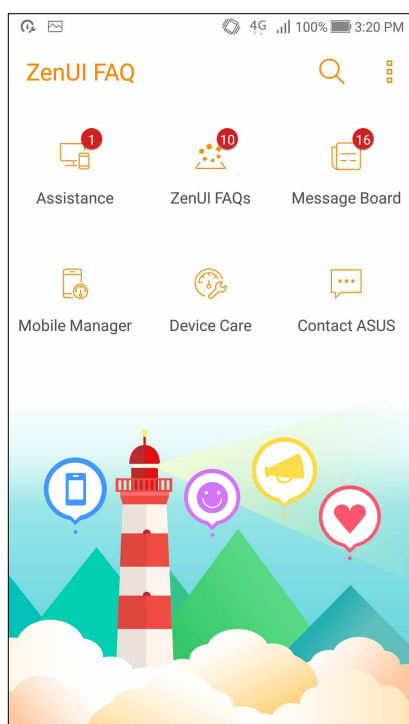 4G 100% 3:20 PM
ZenUI FAQ
1 10 16
Assistance ZenUI FAQs Message Board
Mobile Manager Device Care Contact ASUS